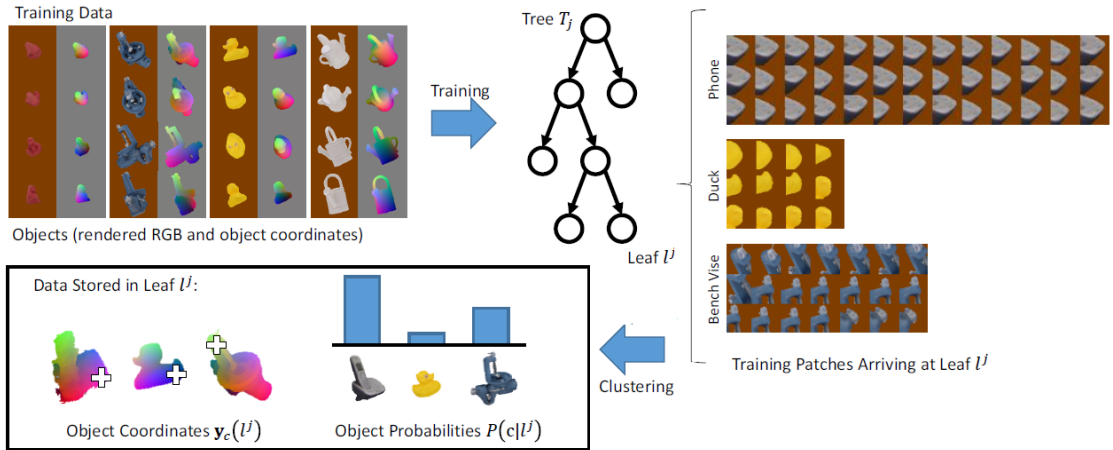 Training Data
Objects (rendered RGB and object coordinates)
Training
Tree T_j
Leaf l^j
Phone
Duck
Bench Vise
Training Patches Arriving at Leaf l^j
Clustering
Data Stored in Leaf l^j:
Object Coordinates y_c(l^j)
Object Probabilities P(c|l^j)